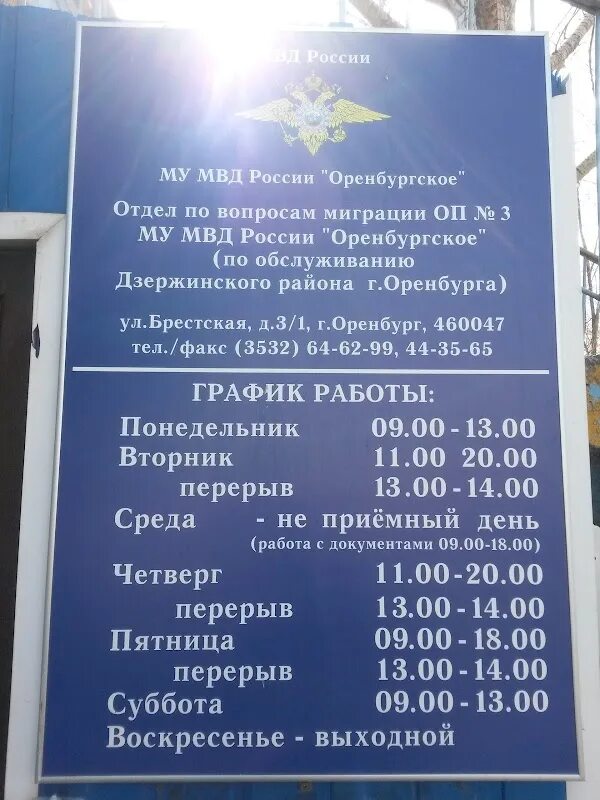 МВД России
МУ МВД России "Оренбургское"
Отдел по вопросам миграции ОП № 3
МУ МВД России "Оренбургское"
(по обслуживанию
Дзержинского района г.Оренбурга)
ул.Брестская, д.3/1, г.Оренбург, 460047
тел./факс (3532) 64-62-99, 44-35-65
ГРАФИК РАБОТЫ:
Понедельник 09.00 - 13.00
Вторник 11.00 20.00
перерыв 13.00 - 14.00
Среда - не приёмный день
(работа с документами 09.00-18.00)
Четверг 11.00-20.00
перерыв 13.00 - 14.00
Пятница 09.00 - 18.00
перерыв 13.00 - 14.00
Суббота 09.00 - 13.00
Воскресенье - выходной